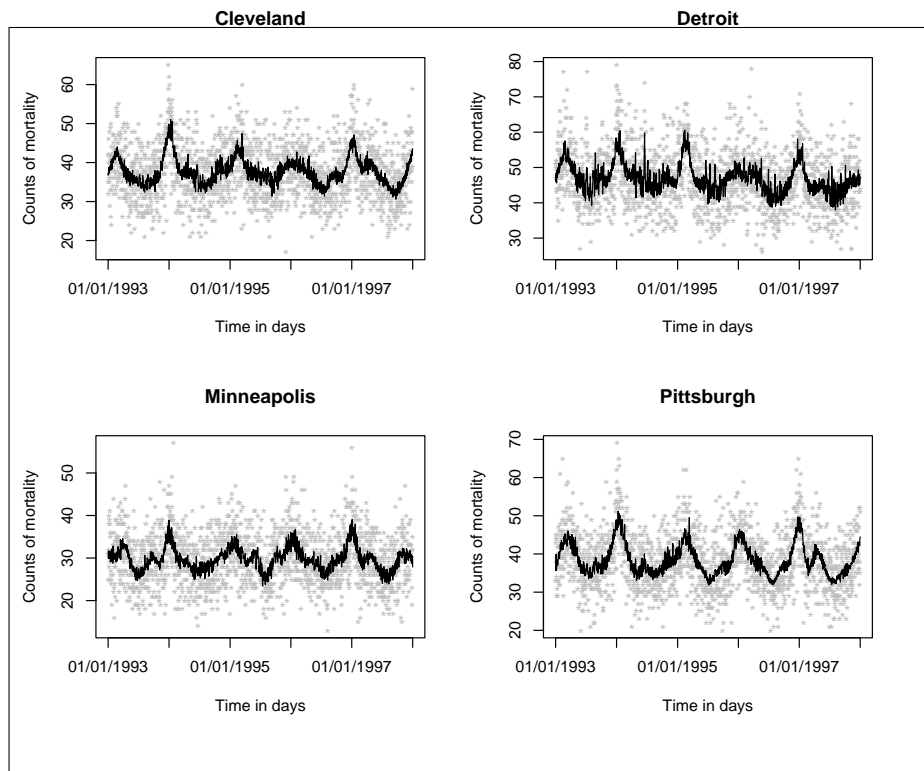 Cleveland
Counts of mortality
60
50
40
30
20
01/01/1993
01/01/1995
01/01/1997
Time in days
Detroit
Counts of mortality
80
70
60
50
40
30
01/01/1993
01/01/1995
01/01/1997
Time in days
Minneapolis
Counts of mortality
50
40
30
20
01/01/1993
01/01/1995
01/01/1997
Time in days
Pittsburgh
Counts of mortality
70
60
50
40
30
20
01/01/1993
01/01/1995
01/01/1997
Time in days